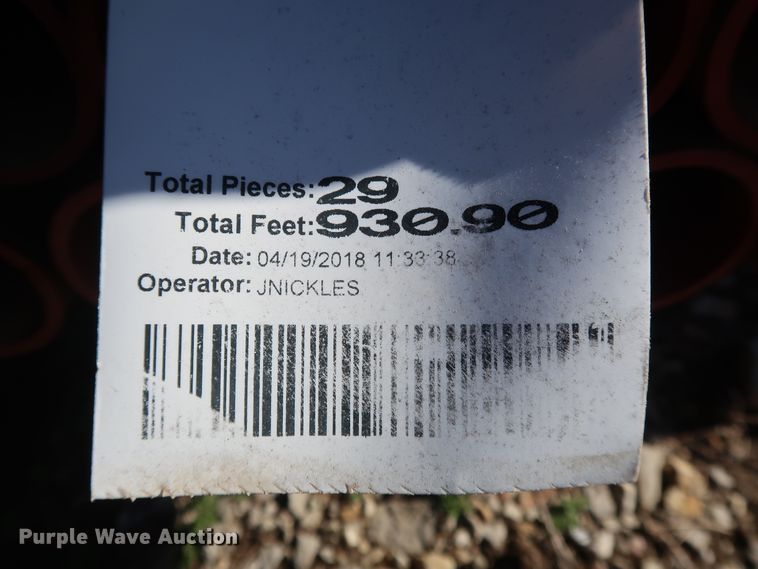 Total Pieces: 29
Total Feet: 930.90
Date: 04/19/2018 11:33:38
Operator: JNICKLES
Purple Wave Auction®